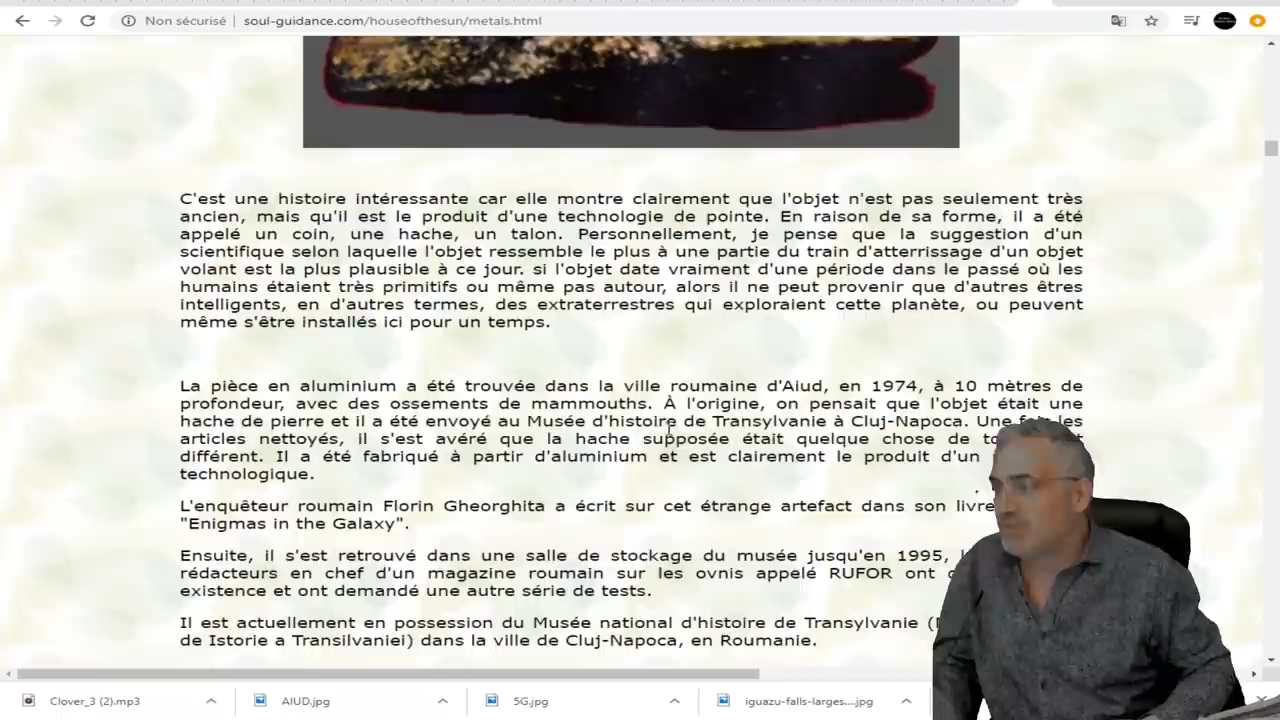 Non sécurisé | soul-guidance.com/houseofthesun/metals.html
C'est une histoire intéressante car elle montre clairement que l'objet n'est pas seulement très
ancien, mais qu'il est le produit d'une technologie de pointe. En raison de sa forme, il a été
appelé un coin, une hache, un talon. Personnellement, je pense que la suggestion d'un
scientifique selon laquelle l'objet ressemble le plus à une partie du train d'atterrissage d'un objet
volant est la plus plausible à ce jour. si l'objet date vraiment d'une période dans le passé où les
humains étaient très primitifs ou même pas autour, alors il ne peut provenir que d'autres êtres
intelligents, en d'autres termes, des extraterrestres qui exploraient cette planète, ou peuvent
même s'être installés ici pour un temps.
La pièce en aluminium a été trouvée dans la ville roumaine d'Aiud, en 1974, à 10 mètres de
profondeur, avec des ossements de mammouths. À l'origine, on pensait que l'objet était une
hache de pierre et il a été envoyé au Musée d'histoire de Transylvanie à Cluj-Napoca. Une les
articles nettoyés, il s'est avéré que la hache supposée était quelque chose de
différent. Il a été fabriqué à partir d'aluminium et est clairement le produit d'un
technologique.
L'enquêteur roumain Florin Gheorghita a écrit sur cet étrange artefact dans son livre
"Enigmas in the Galaxy".
Ensuite, il s'est retrouvé dans une salle de stockage du musée jusqu'en 1995,
rédacteurs en chef d'un magazine roumain sur les ovnis appelé RUFOR ont
existence et ont demandé une autre série de tests.
Il est actuellement en possession du Musée national d'histoire de Transylvanie
de Istorie a Transilvaniei) dans la ville de Cluj-Napoca, en Roumanie.
Clover_3 (2).mp3 AIUD.jpg 5G.jpg iguazu-falls-larges....jpg